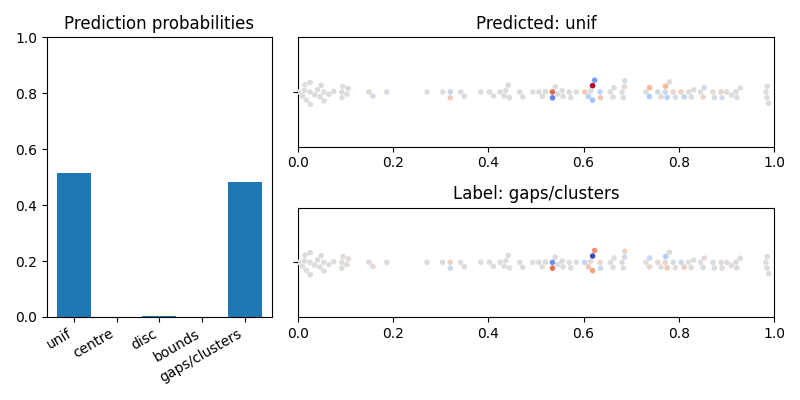 Prediction probabilities
1.0
0.8
0.6
0.4
0.2
0.0
unif
centre
disc
bounds
gaps/clusters
Predicted: unif
0.0 0.2 0.4 0.6 0.8 1.0
Label: gaps/clusters
0.0 0.2 0.4 0.6 0.8 1.0